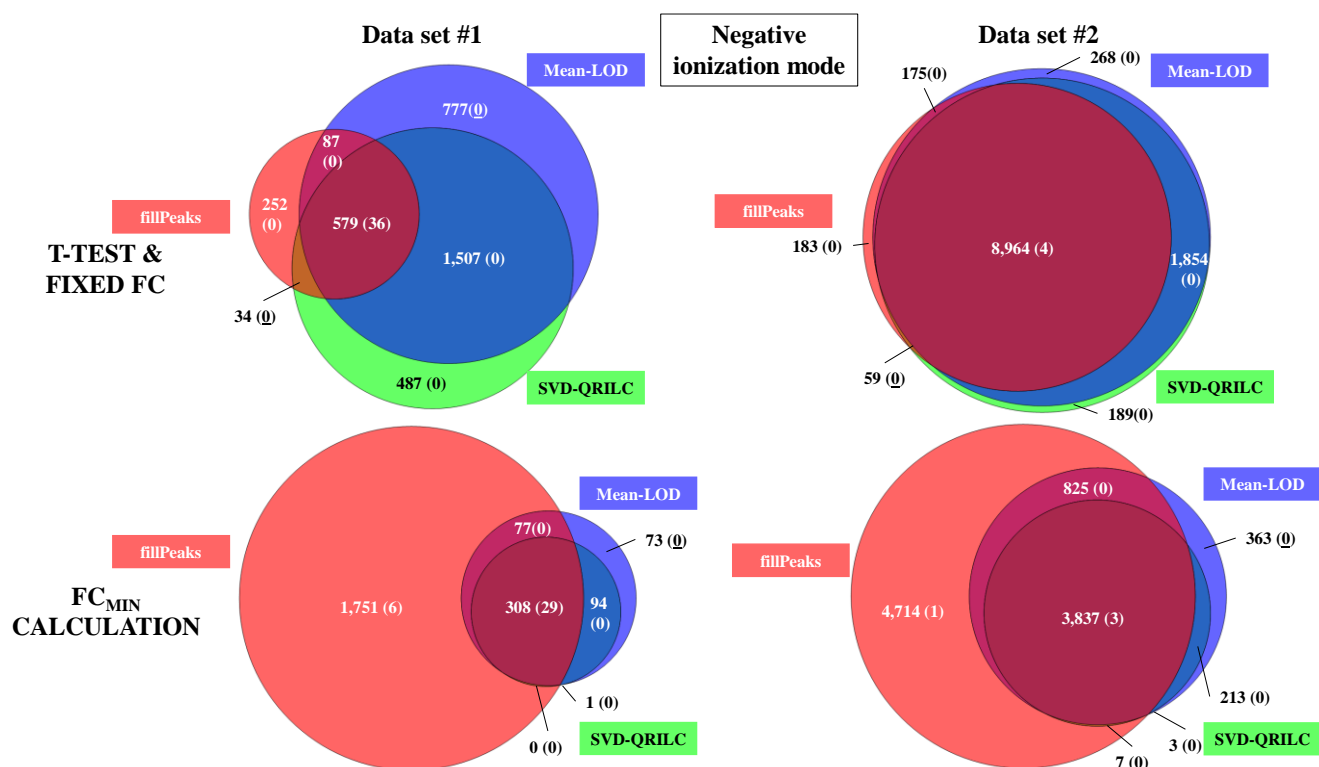 Data set #1
Negative
ionization mode
Data set #2
Mean-LOD
777(0)
87
(0)
fillPeaks
252
(0)
579 (36)
1,507 (0)
34 (0)
487 (0)
SVD-QRILC
T-TEST &
FIXED FC
268 (0)
175(0)
Mean-LOD
fillPeaks
183 (0)
8,964 (4)
1,854
(0)
59 (0)
189(0)
SVD-QRILC
FC MIN
CALCULATION
fillPeaks
Mean-LOD
77(0)
73 (0)
1,751 (6)
308 (29)
94
(0)
1 (0)
0 (0)
SVD-QRILC
fillPeaks
825 (0)
Mean-LOD
363 (0)
4,714 (1)
3,837 (3)
213 (0)
3 (0)
7 (0)
SVD-QRILC